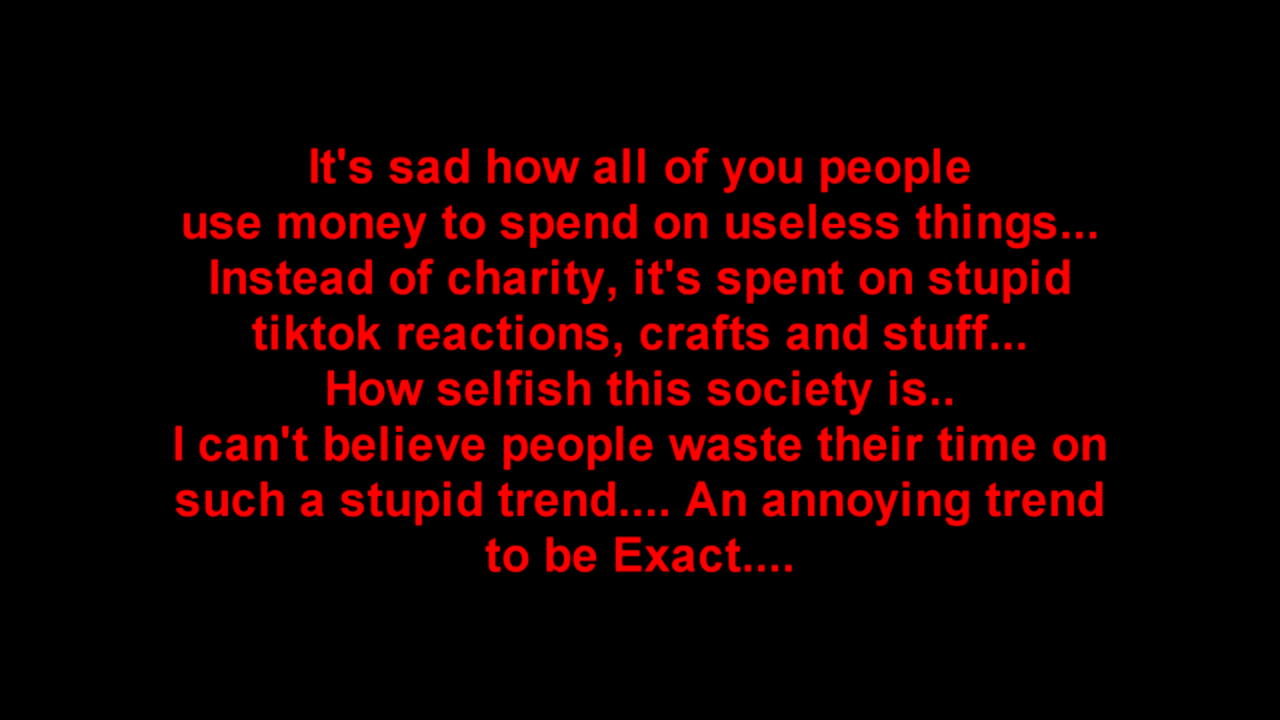 It's sad how all of you people
use money to spend on useless things...
Instead of charity, it's spent on stupid
tiktok reactions, crafts and stuff...
How selfish this society is..
I can't believe people waste their time on
such a stupid trend.... An annoying trend
to be Exact....